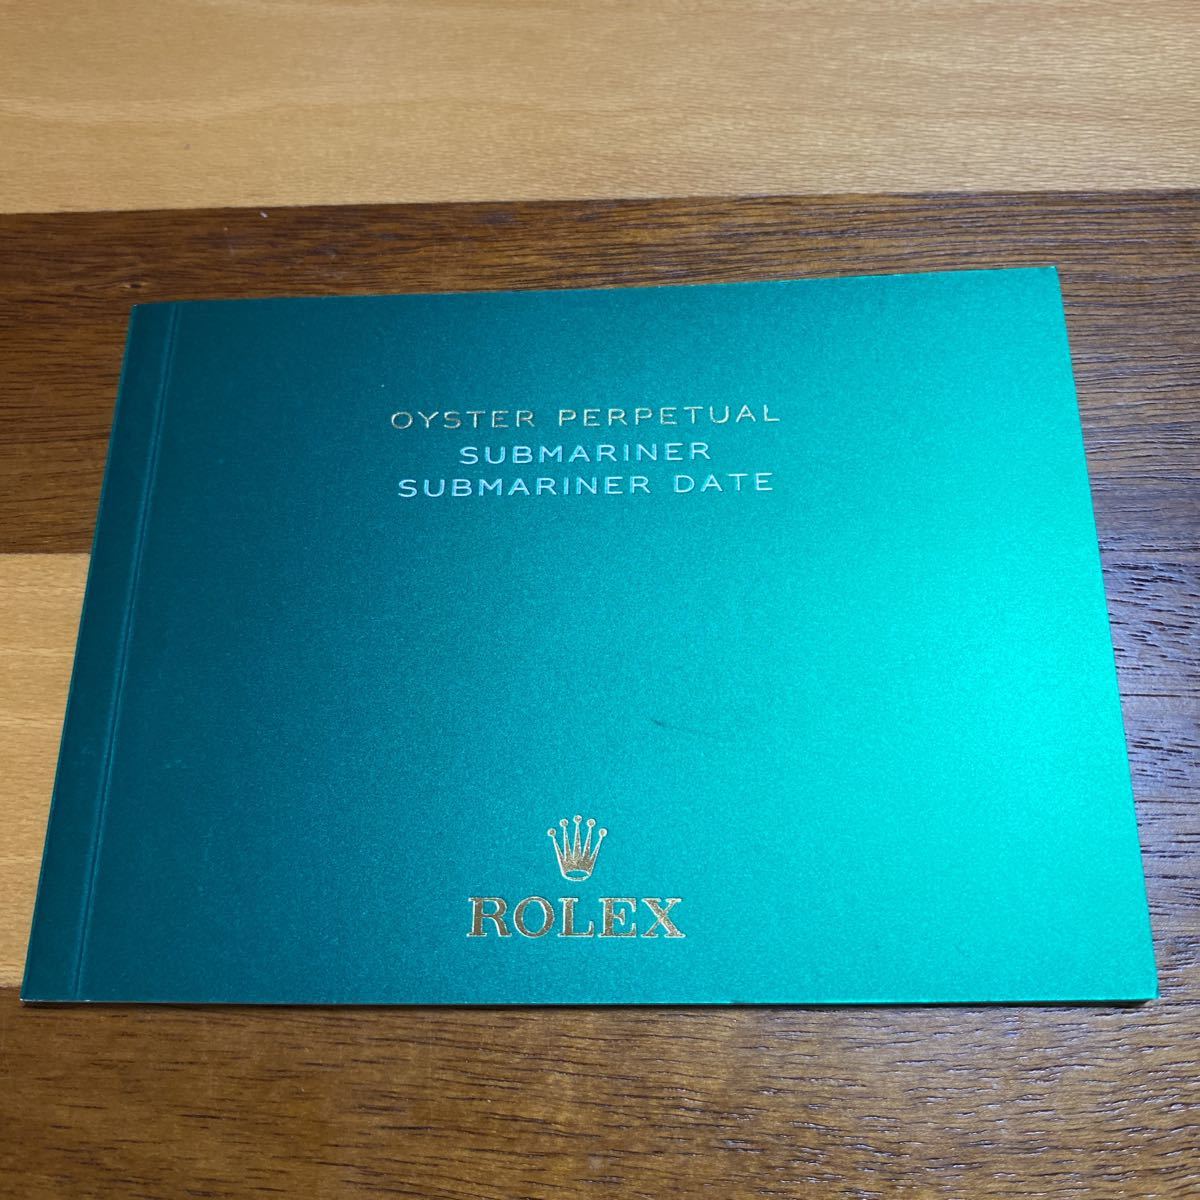 OYSTER PERPETUAL
SUBMARINER
SUBMARINER DATE
ROLEX